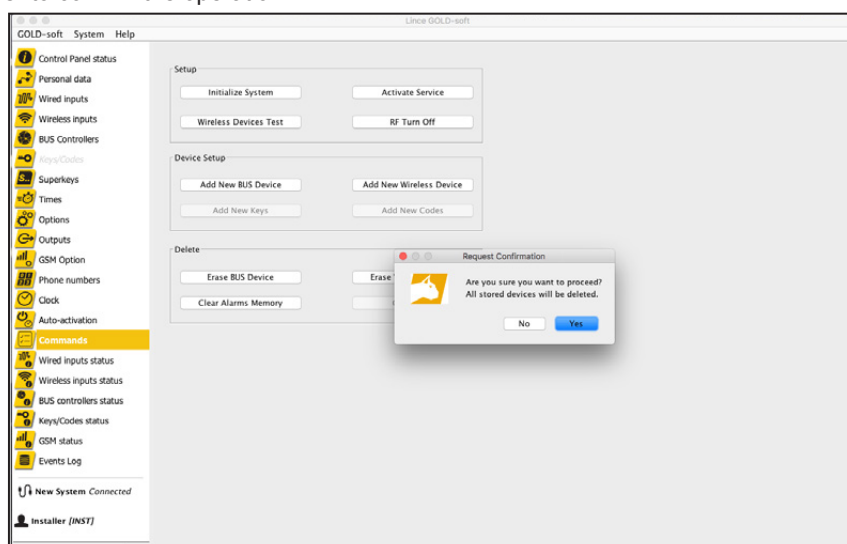 Lince GOLD-soft
GOLD-soft System Help
Control Panel status
Personal data
Wired inputs
Wireless inputs
BUS Controllers
Keys/Codes
Superkeys
Times
Options
Outputs
GSM Option
Phone numbers
Clock
Auto-activation
Commands
Wired inputs status
Wireless inputs status
BUS controllers status
Keys/Codes status
GSM status
Events Log
New System Connected
Installer [INST]
Setup
Initialize System Activate Service
Wireless Devices Test RF Turn Off
Device Setup
Add New BUS Device Add New Wireless Device
Add New Keys Add New Codes
Delete
Erase BUS Device Erase
Clear Alarms Memory
Request Confirmation
Are you sure you want to proceed?
All stored devices will be deleted.
No Yes